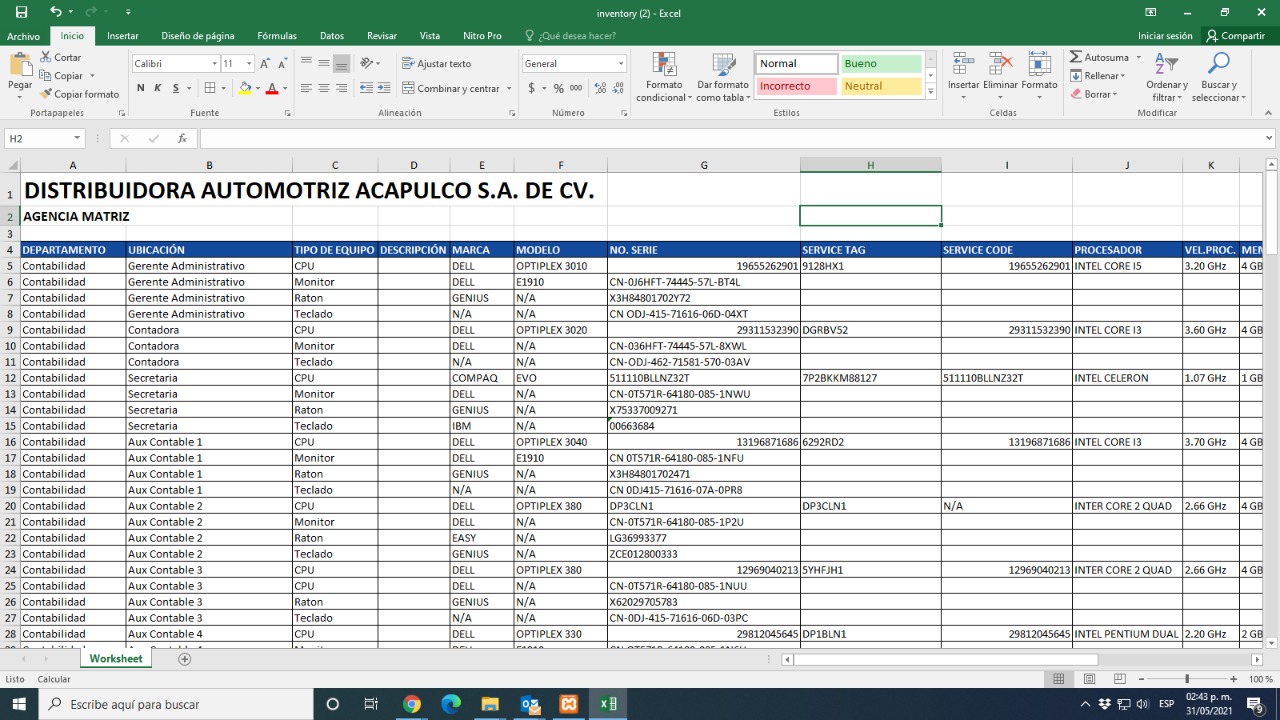 inventory (2) - Excel
Archivo Inicio Insertar Diseño de página Fórmulas Datos Revisar Vista Nitro Pro ¿Qué desea hacer? Iniciar sesión Compartir
Pegar Cortar Copiar Copiar formato
Calibri 11 N K S A
Ajustar texto Combinar y centrar
General $ % 000
Formato condicional Dar formato como tabla
Normal Bueno
Incorrecto Neutral
Insertar Eliminar Formato
Autosuma Rellenar Borrar
Ordenar y filtrar Buscar y seleccionar
Portapapeles Fuente Alineación Número Estilos Celdas Modificar
H2 fx
A B C D E F G H I J K
1 DISTRIBUIDORA AUTOMOTRIZ ACAPULCO S.A. DE CV.
2 AGENCIA MATRIZ
3
4 DEPARTAMENTO UBICACIÓN TIPO DE EQUIPO DESCRIPCIÓN MARCA MODELO NO. SERIE SERVICE TAG SERVICE CODE PROCESADOR VEL.PROC. MEN
5 Contabilidad Gerente Administrativo CPU DELL OPTIPLEX 3010 19655262901 9128HX1 19655262901 INTEL CORE I5 3.20 GHz 4 GB
6 Contabilidad Gerente Administrativo Monitor DELL E1910 CN-0J6HFT-74445-57L-BT4L
7 Contabilidad Gerente Administrativo Raton GENIUS N/A X3H84801702Y72
8 Contabilidad Gerente Administrativo Teclado N/A N/A CN ODJ-415-71616-06D-04XT
9 Contabilidad Contadora CPU DELL OPTIPLEX 3020 29311532390 DGRBV52 29311532390 INTEL CORE I3 3.60 GHz 4 GB
10 Contabilidad Contadora Monitor DELL N/A CN-036HFT-74445-57L-8XWL
11 Contabilidad Contadora Teclado N/A N/A CN-ODJ-462-71581-570-03AV
12 Contabilidad Secretaria CPU COMPAQ EVO 511110BLLNZ32T 7P2BKKM88127 511110BLLNZ32T INTEL CELERON 1.07 GHz 1 GB
13 Contabilidad Secretaria Monitor DELL N/A CN-0T571R-64180-085-1NWU
14 Contabilidad Secretaria Raton GENIUS N/A X75337009271
15 Contabilidad Secretaria Teclado IBM N/A 00663684
16 Contabilidad Aux Contable 1 CPU DELL OPTIPLEX 3040 13196871686 6292RD2 13196871686 INTEL CORE I3 3.70 GHz 4 GB
17 Contabilidad Aux Contable 1 Monitor DELL E1910 CN 0T571R-64180-085-1NFU
18 Contabilidad Aux Contable 1 Raton GENIUS N/A X3H84801702471
19 Contabilidad Aux Contable 1 Teclado N/A N/A CN 0DJ415-71616-07A-0PR8
20 Contabilidad Aux Contable 2 CPU DELL OPTIPLEX 380 DP3CLN1 DP3CLN1 N/A INTER CORE 2 QUAD 2.66 GHz 4 GB
21 Contabilidad Aux Contable 2 Monitor DELL N/A CN-0T571R-64180-085-1P2U
22 Contabilidad Aux Contable 2 Raton EASY N/A LG36993377
23 Contabilidad Aux Contable 2 Teclado GENIUS N/A ZCE012800333
24 Contabilidad Aux Contable 3 CPU DELL OPTIPLEX 380 12969040213 5YHFJH1 12969040213 INTER CORE 2 QUAD 2.66 GHz 4 GB
25 Contabilidad Aux Contable 3 CPU DELL N/A CN-0T571R-64180-085-1NUU
26 Contabilidad Aux Contable 3 Raton GENIUS N/A X62029705783
27 Contabilidad Aux Contable 3 Teclado N/A N/A CN-0DJ-415-71616-06D-03PC
28 Contabilidad Aux Contable 4 CPU DELL OPTIPLEX 330 29812045645 DP1BLN1 29812045645 INTEL PENTIUM DUAL 2.20 GHz 2 GB
Worksheet
Listo Calcular 100 %
Escribe aquí para buscar ESP 02:43 p. m.
31/05/2021 9